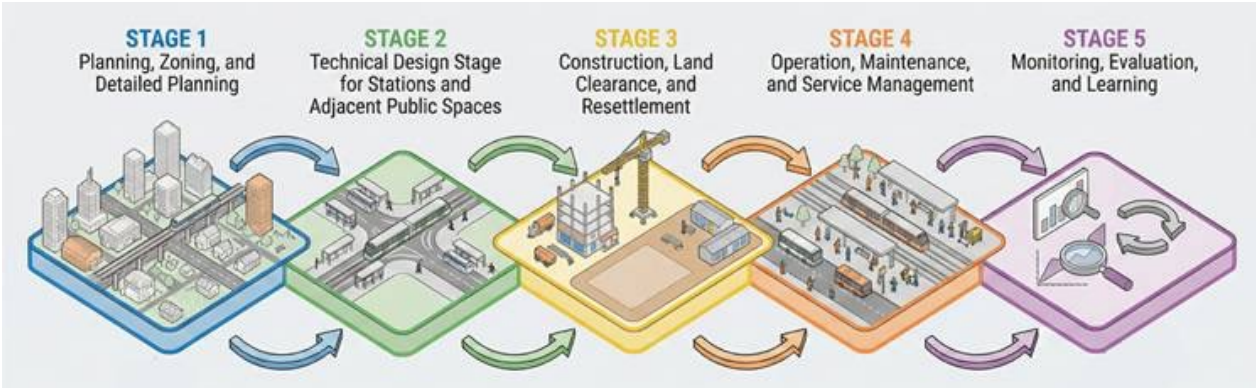 STAGE 1
Planning, Zoning, and
Detailed Planning
STAGE 2
Technical Design Stage
for Stations and
Adjacent Public Spaces
STAGE 3
Construction, Land
Clearance, and
Resettlement
STAGE 4
Operation, Maintenance,
and Service Management
STAGE 5
Monitoring, Evaluation,
and Learning